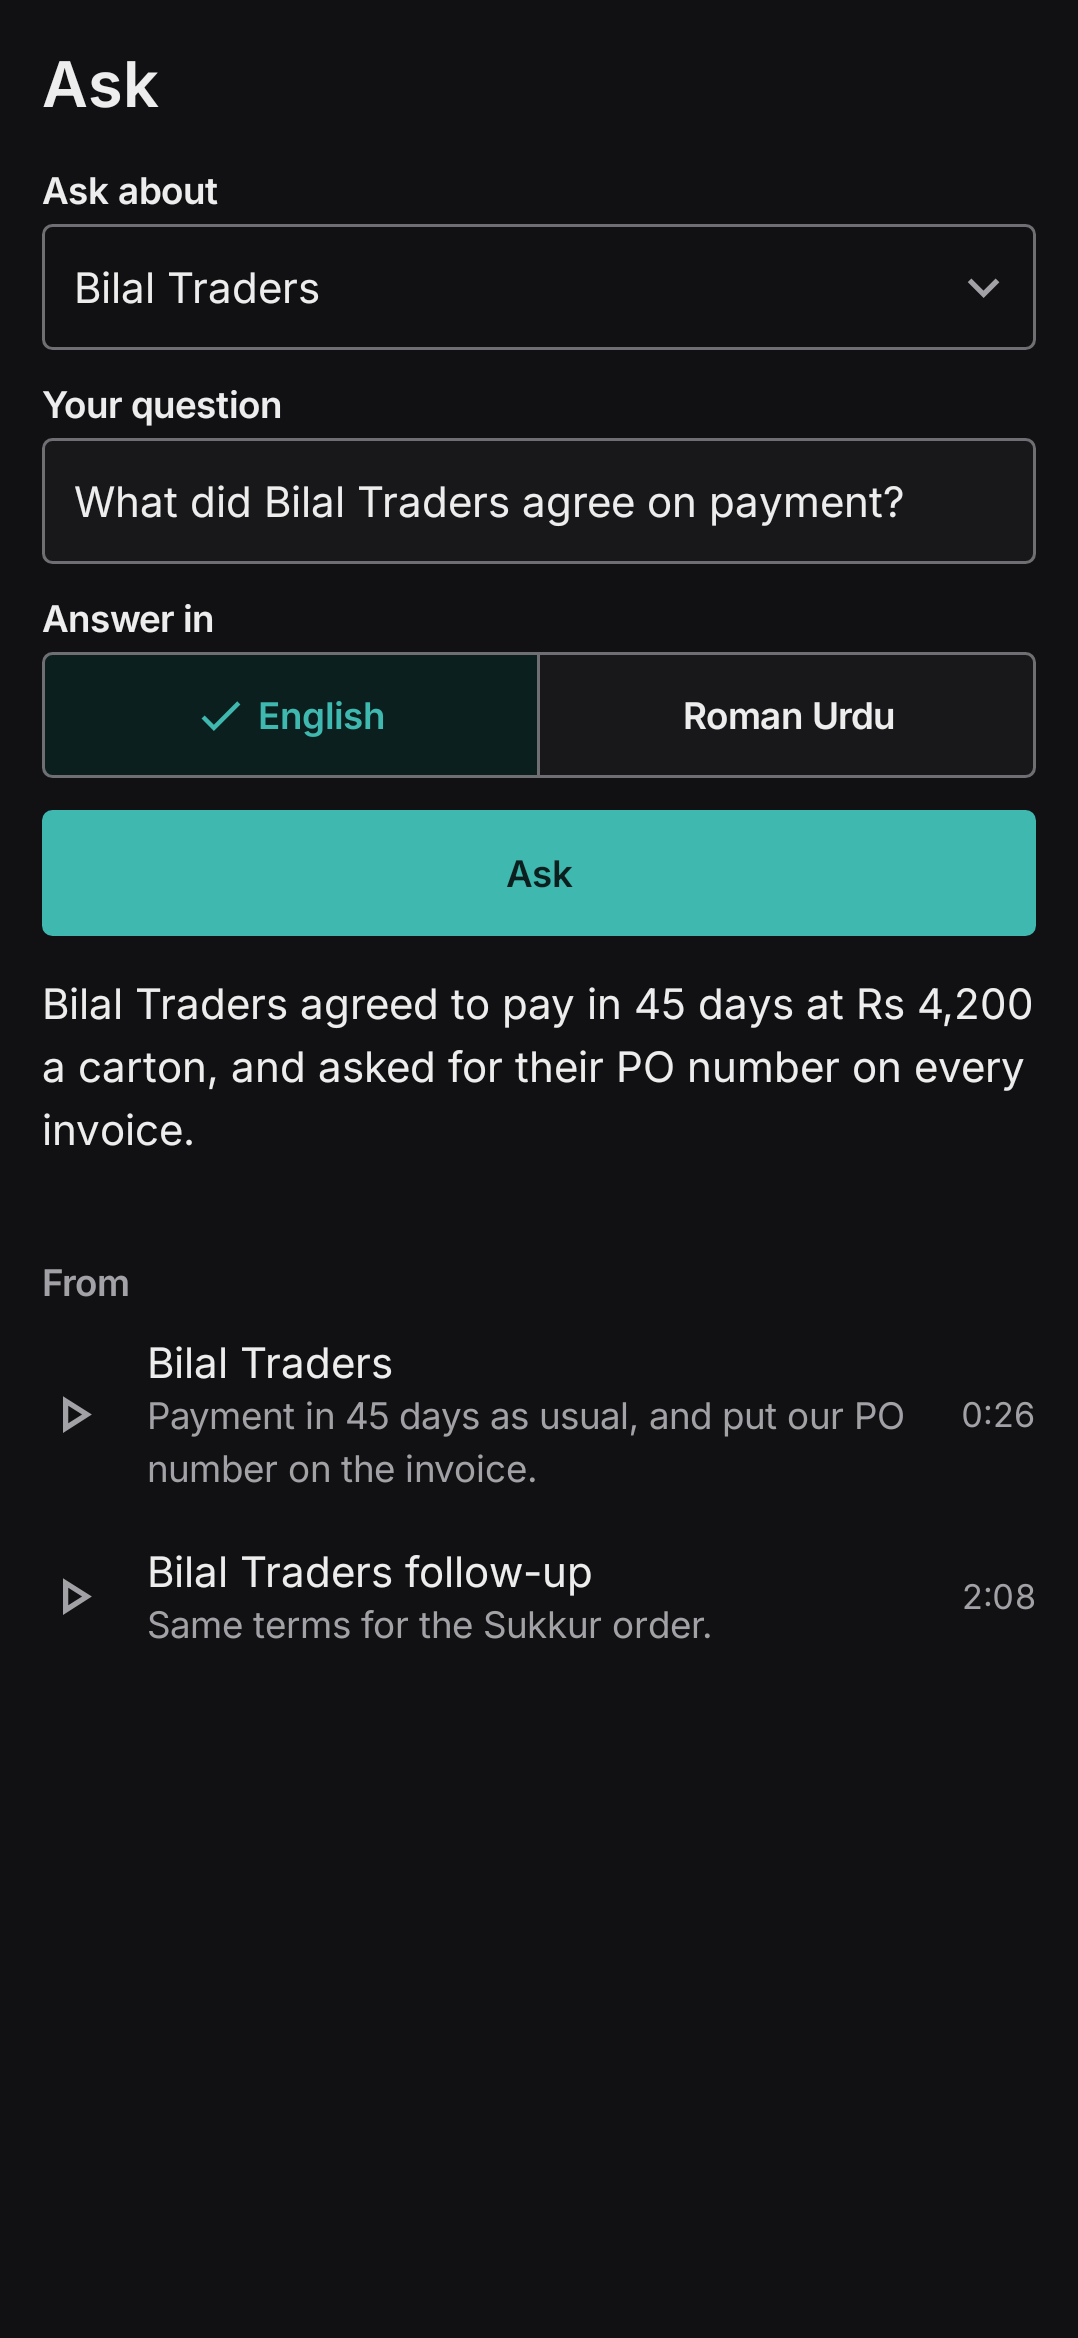 Ask
Ask about
Bilal Traders
Your question
What did Bilal Traders agree on payment?
Answer in
English
Roman Urdu
Ask
Bilal Traders agreed to pay in 45 days at Rs 4,200
a carton, and asked for their PO number on every
invoice.
From
Bilal Traders
Payment in 45 days as usual, and put our PO
number on the invoice.
0:26
Bilal Traders follow-up
Same terms for the Sukkur order.
2:08